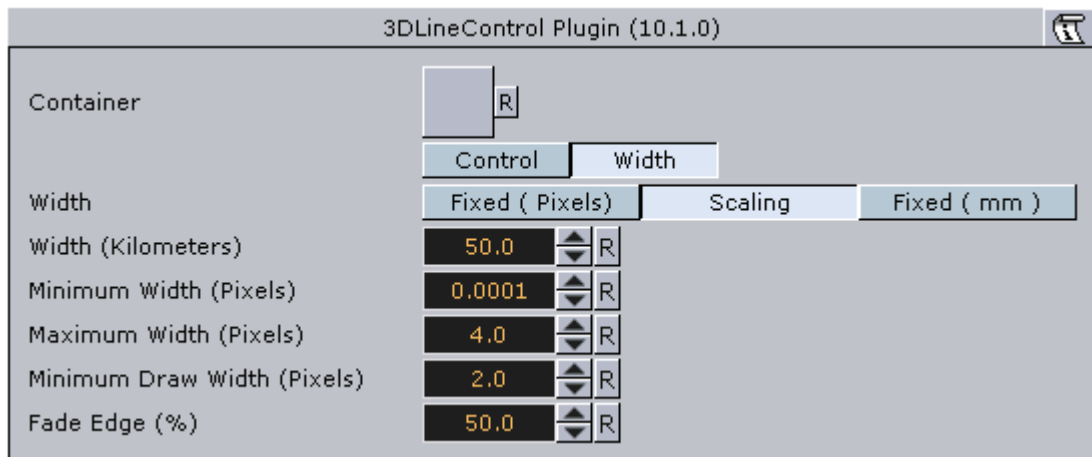 3DLineControl Plugin (10.1.0)
Container R
Control Width
Width Fixed ( Pixels) Scaling Fixed ( mm )
Width (Kilometers) 50.0 R
Minimum Width (Pixels) 0.0001 R
Maximum Width (Pixels) 4.0 R
Minimum Draw Width (Pixels) 2.0 R
Fade Edge (%) 50.0 R